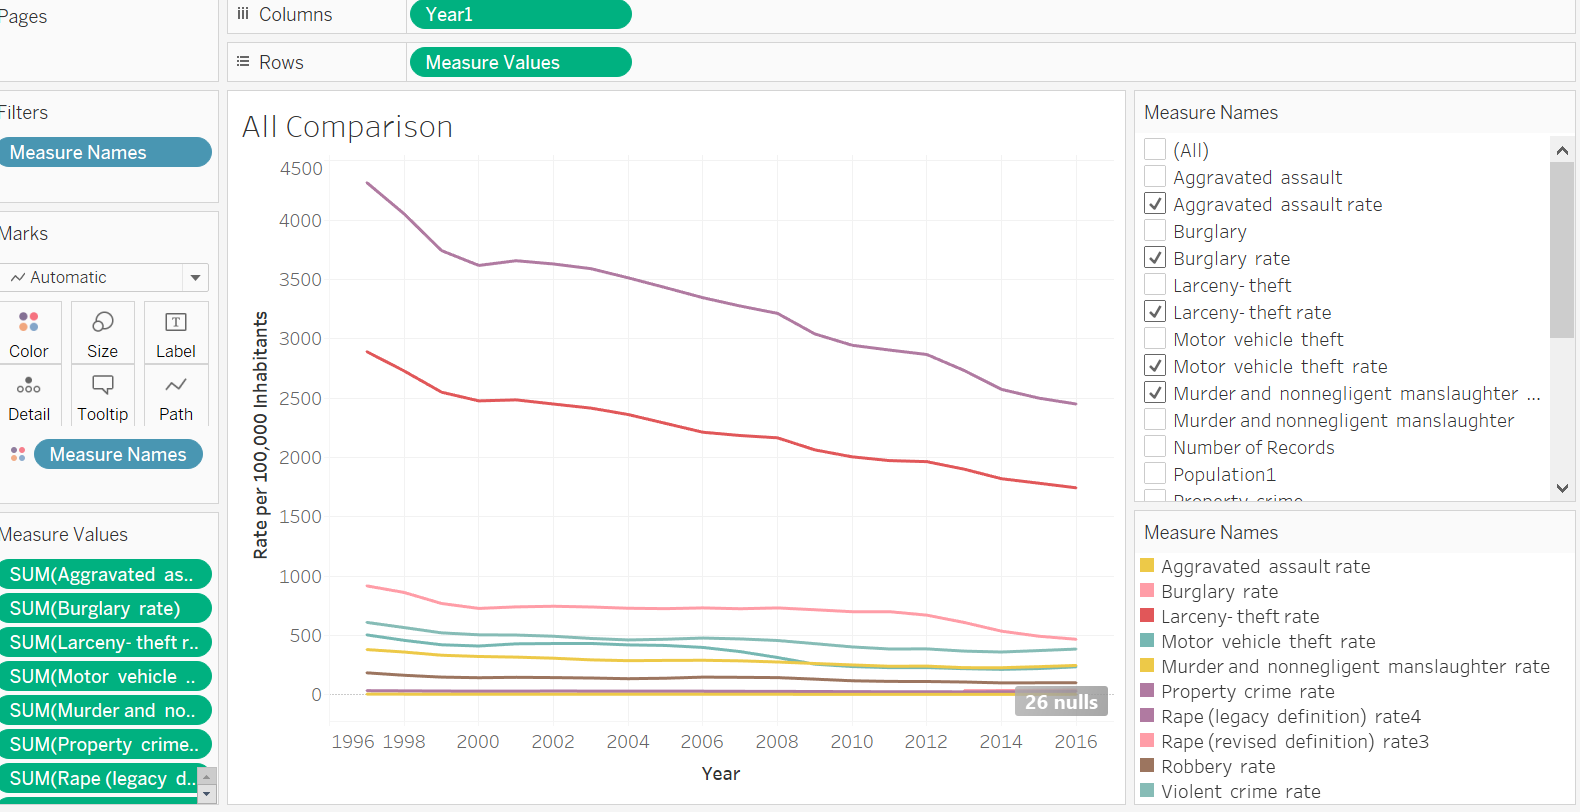 Pages
Columns
Year1
Rows
Measure Values
Filters
Measure Names
Marks
Automatic
Color
Size
Label
Detail
Tooltip
Path
Measure Names
Measure Values
SUM(Aggravated as..
SUM(Burglary rate)
SUM(Larceny- theft r..
SUM(Motor vehicle ..
SUM(Murder and no..
SUM(Property crime..
SUM(Rape (legacy d..
All Comparison
Rate per 100,000 Inhabitants
4500
4000
3500
3000
2500
2000
1500
1000
500
0
26 nulls
1996 1998 2000 2002 2004 2006 2008 2010 2012 2014 2016
Year
Measure Names
(All)
Aggravated assault
Aggravated assault rate
Burglary
Burglary rate
Larceny- theft
Larceny- theft rate
Motor vehicle theft
Motor vehicle theft rate
Murder and nonnegligent manslaughter ...
Murder and nonnegligent manslaughter
Number of Records
Population1
Property crime
Measure Names
Aggravated assault rate
Burglary rate
Larceny- theft rate
Motor vehicle theft rate
Murder and nonnegligent manslaughter rate
Property crime rate
Rape (legacy definition) rate4
Rape (revised definition) rate3
Robbery rate
Violent crime rate